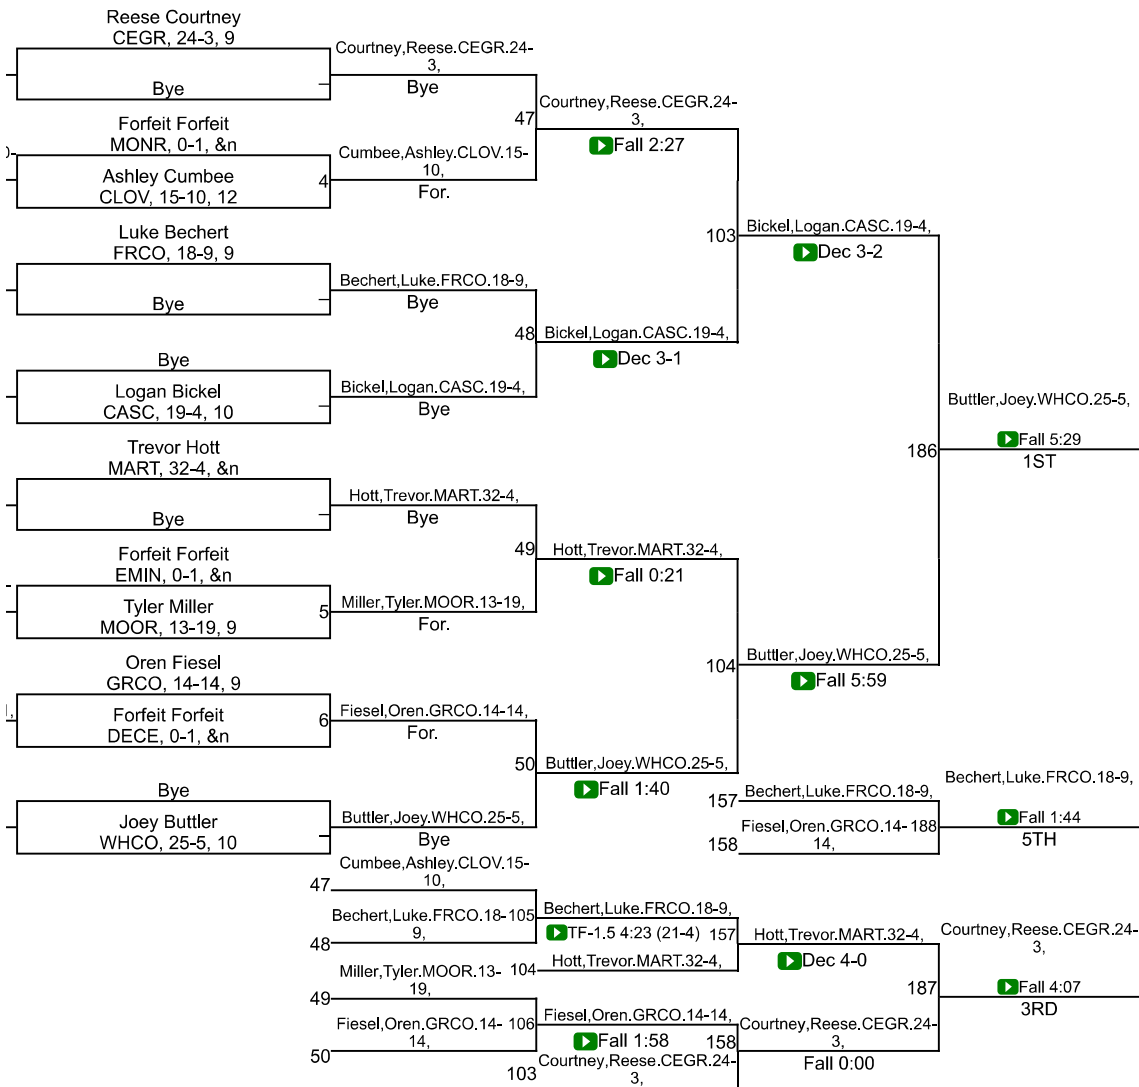 Reese Courtney
CEGR, 24-3, 9
Bye
Forfeit Forfeit
MONR, 0-1, &n
Ashley Cumbee
CLOV, 15-10, 12
4
Luke Bechert
FRCO, 18-9, 9
Bye
Bye
Logan Bickel
CASC, 19-4, 10
Trevor Hott
MART, 32-4, &n
Bye
Forfeit Forfeit
EMIN, 0-1, &n
Tyler Miller
MOOR, 13-19, 9
5
Oren Fiesel
GRCO, 14-14, 9
Forfeit Forfeit
DECE, 0-1, &n
6
Bye
Joey Buttler
WHCO, 25-5, 10
Courtney,Reese.CEGR.24-
3,
Bye
47
Cumbee,Ashley.CLOV.15-
10,
For.
Bechert,Luke.FRCO.18-9,
Bye
48
Bickel,Logan.CASC.19-4,
Bye
Hott,Trevor.MART.32-4,
Bye
49
Miller,Tyler.MOOR.13-19,
For.
Fiesel,Oren.GRCO.14-14,
For.
50
Buttler,Joey.WHCO.25-5,
Bye
Courtney,Reese.CEGR.24-
3,
Fall 2:27
103
Bickel,Logan.CASC.19-4,
Dec 3-1
Hott,Trevor.MART.32-4,
Fall 0:21
104
Buttler,Joey.WHCO.25-5,
Fall 1:40
Bickel,Logan.CASC.19-4,
Dec 3-2
186
Buttler,Joey.WHCO.25-5,
Fall 5:59
Buttler,Joey.WHCO.25-5,
Fall 5:29
1ST
157
Bechert,Luke.FRCO.18-9,
158
Fiesel,Oren.GRCO.14-
14,
188
Bechert,Luke.FRCO.18-9,
Fall 1:44
5TH
47
Cumbee,Ashley.CLOV.15-
10,
48
Bechert,Luke.FRCO.18-
9,
105
Bechert,Luke.FRCO.18-9,
TF-1.5 4:23 (21-4)
157
104
Hott,Trevor.MART.32-4,
Hott,Trevor.MART.32-4,
Dec 4-0
49
Miller,Tyler.MOOR.13-
19,
50
Fiesel,Oren.GRCO.14-
14,
106
Fiesel,Oren.GRCO.14-14,
Fall 1:58
158
103
Courtney,Reese.CEGR.24-
3,
Courtney,Reese.CEGR.24-
3,
Fall 0:00
187
Courtney,Reese.CEGR.24-
3,
Fall 4:07
3RD